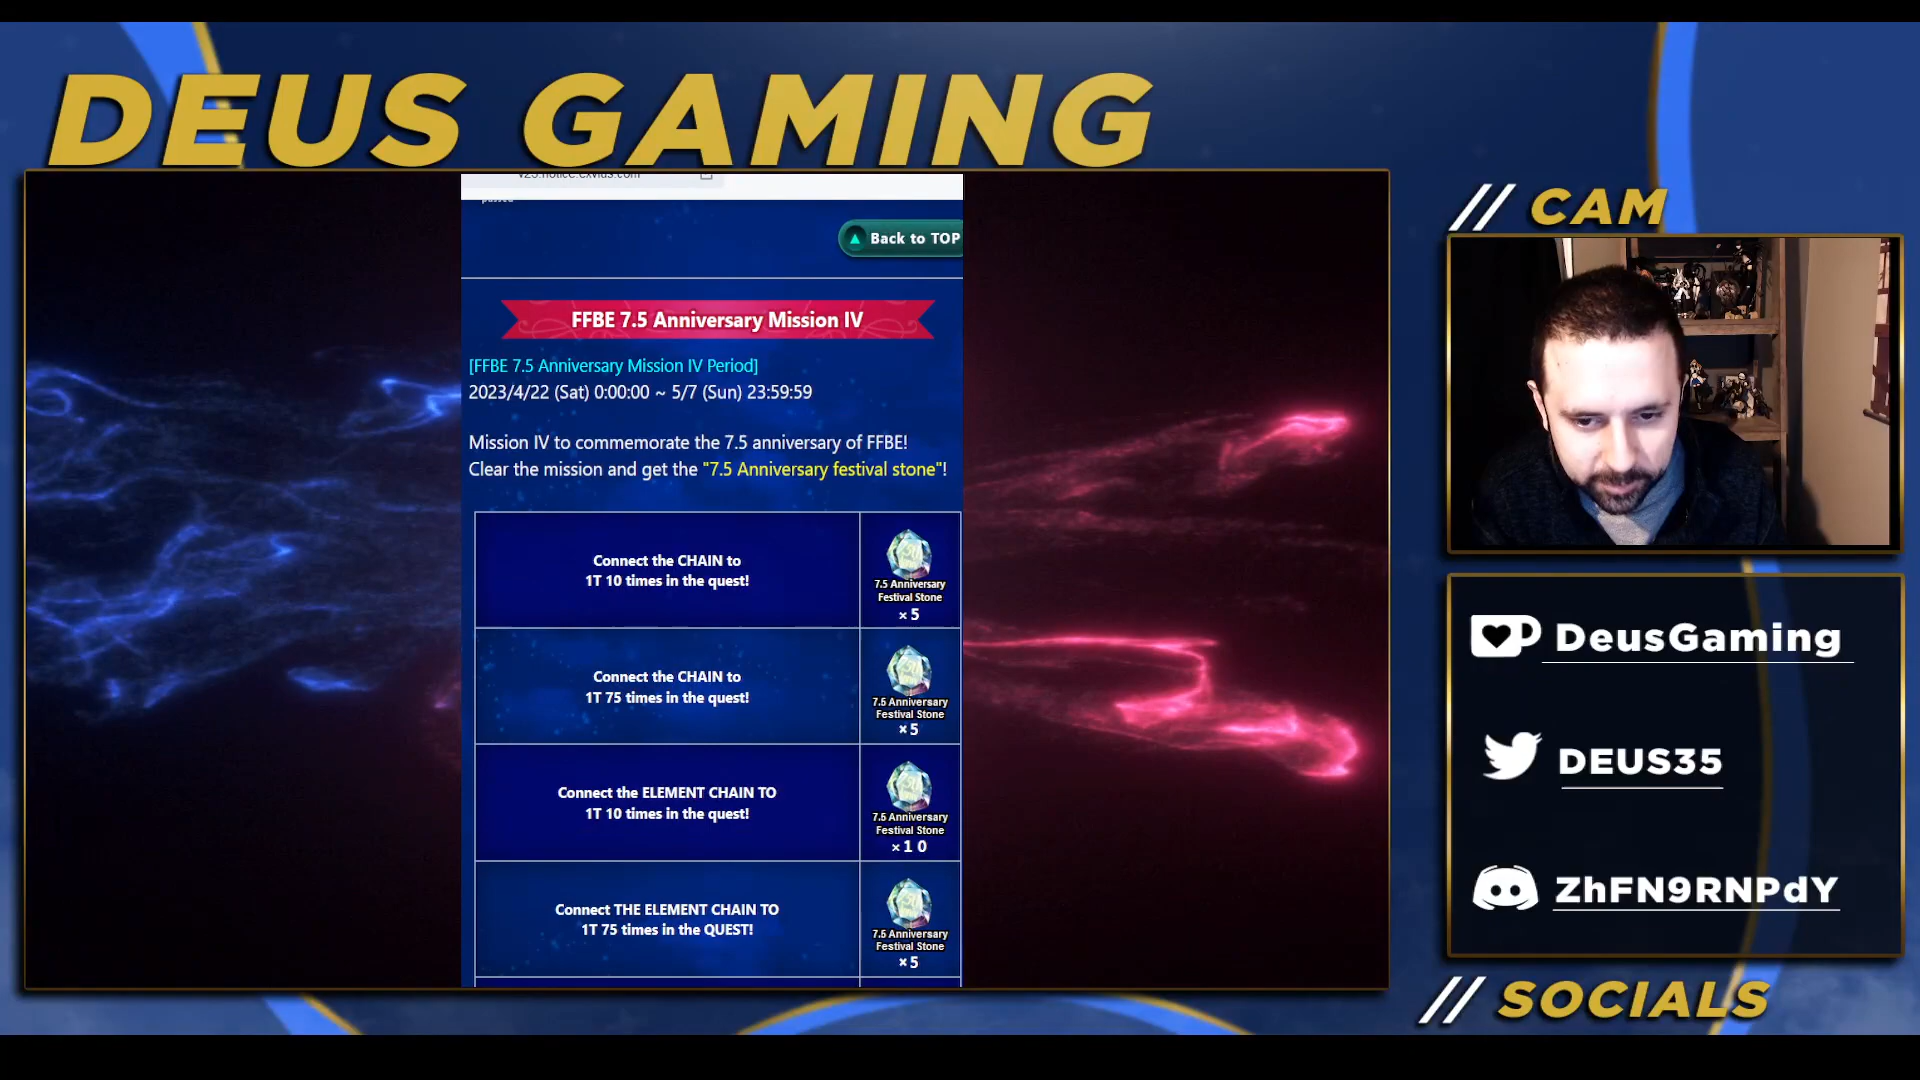 DEUS GAMING
passed
Back to TOP
FFBE 7.5 Anniversary Mission IV
[FFBE 7.5 Anniversary Mission IV Period]
2023/4/22 (Sat) 0:00:00 ~ 5/7 (Sun) 23:59:59
Mission IV to commemorate the 7.5 anniversary of FFBE!
Clear the mission and get the "7.5 Anniversary festival stone"!
Connect the CHAIN to
1T 10 times in the quest!
7.5 Anniversary
Festival Stone
×5
Connect the CHAIN to
1T 75 times in the quest!
7.5 Anniversary
Festival Stone
×5
Connect the ELEMENT CHAIN TO
1T 10 times in the quest!
7.5 Anniversary
Festival Stone
×10
Connect THE ELEMENT CHAIN TO
1T 75 times in the QUEST!
7.5 Anniversary
Festival Stone
×5
// CAM
DeusGaming
DEUS35
ZhFN9RNPdY
// SOCIALS